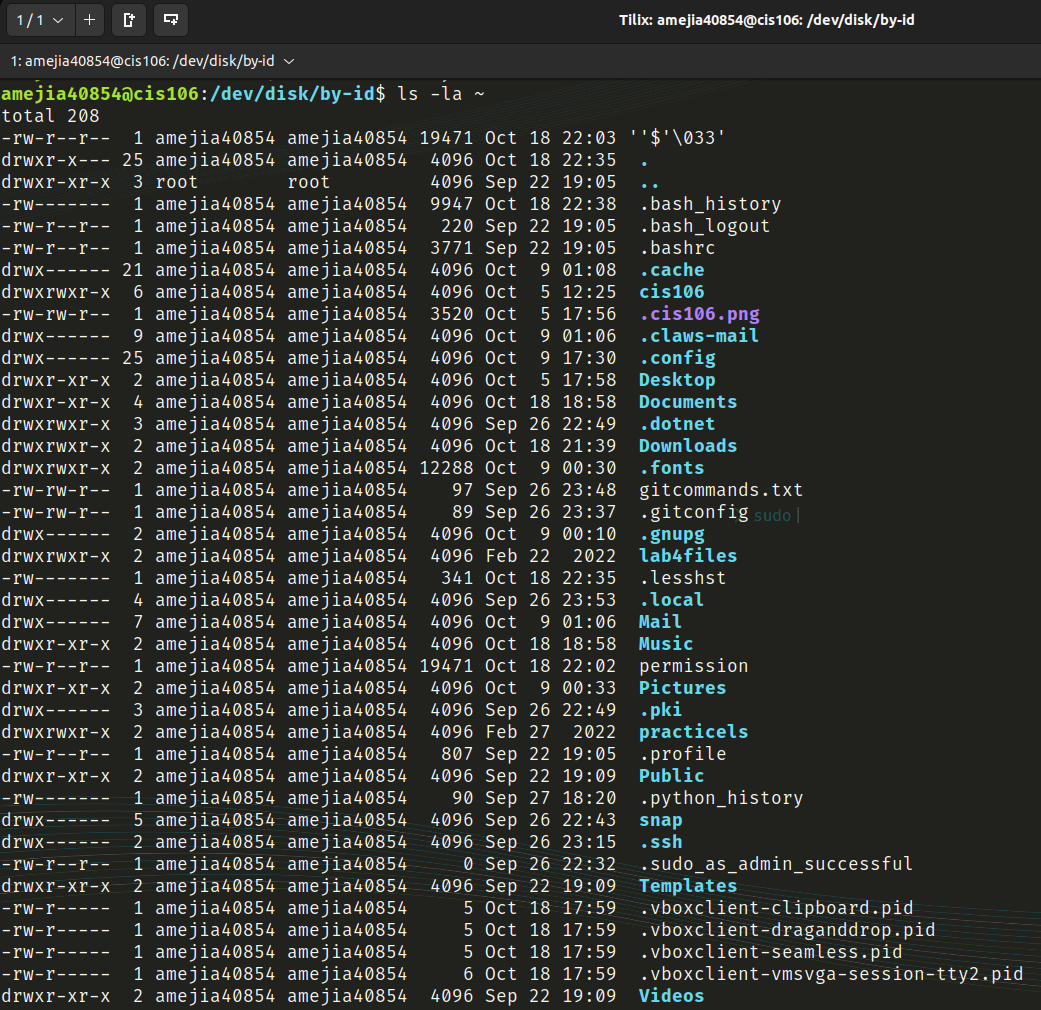 1 / 1
Tilix: amejia40854@cis106: /dev/disk/by-id
1: amejia40854@cis106: /dev/disk/by-id
amejia40854@cis106:/dev/disk/by-id$ ls -la ~
total 208
-rw-r--r--  1 amejia40854 amejia40854 19471 Oct 18 22:03 ''$'\033'
drwxr-x--- 25 amejia40854 amejia40854  4096 Oct 18 22:35  .
drwxr-xr-x  3 root        root         4096 Sep 22 19:05  ..
-rw-------  1 amejia40854 amejia40854  9947 Oct 18 22:38  .bash_history
-rw-r--r--  1 amejia40854 amejia40854   220 Sep 22 19:05  .bash_logout
-rw-r--r--  1 amejia40854 amejia40854  3771 Sep 22 19:05  .bashrc
drwx------ 21 amejia40854 amejia40854  4096 Oct  9 01:08  .cache
drwxrwxr-x  6 amejia40854 amejia40854  4096 Oct  5 12:25  cis106
-rw-rw-r--  1 amejia40854 amejia40854  3520 Oct  5 17:56  .cis106.png
drwx------  9 amejia40854 amejia40854  4096 Oct  9 01:06  .claws-mail
drwx------ 25 amejia40854 amejia40854  4096 Oct  9 17:30  .config
drwxr-xr-x  2 amejia40854 amejia40854  4096 Oct  5 17:58  Desktop
drwxr-xr-x  4 amejia40854 amejia40854  4096 Oct 18 18:58  Documents
drwxrwxr-x  3 amejia40854 amejia40854  4096 Sep 26 22:49  .dotnet
drwxr-xr-x  2 amejia40854 amejia40854  4096 Oct 18 21:39  Downloads
drwxrwxr-x  2 amejia40854 amejia40854 12288 Oct  9 00:30  .fonts
-rw-rw-r--  1 amejia40854 amejia40854    97 Sep 26 23:48  gitcommands.txt
-rw-rw-r--  1 amejia40854 amejia40854    89 Sep 26 23:37  .gitconfig sudo|
drwx------  2 amejia40854 amejia40854  4096 Oct  9 00:10  .gnupg
drwxrwxr-x  2 amejia40854 amejia40854  4096 Feb 22  2022  lab4files
-rw-------  1 amejia40854 amejia40854   341 Oct 18 22:35  .lesshst
drwx------  4 amejia40854 amejia40854  4096 Sep 26 23:53  .local
drwx------  7 amejia40854 amejia40854  4096 Oct  9 01:06  Mail
drwxr-xr-x  2 amejia40854 amejia40854  4096 Oct 18 18:58  Music
-rw-r--r--  1 amejia40854 amejia40854 19471 Oct 18 22:02  permission
drwxr-xr-x  2 amejia40854 amejia40854  4096 Oct  9 00:33  Pictures
drwx------  3 amejia40854 amejia40854  4096 Sep 26 22:49  .pki
drwxrwxr-x  2 amejia40854 amejia40854  4096 Feb 27  2022  practicels
-rw-r--r--  1 amejia40854 amejia40854   807 Sep 22 19:05  .profile
drwxr-xr-x  2 amejia40854 amejia40854  4096 Sep 22 19:09  Public
-rw-------  1 amejia40854 amejia40854    90 Sep 27 18:20  .python_history
drwx------  5 amejia40854 amejia40854  4096 Sep 26 22:43  snap
drwx------  2 amejia40854 amejia40854  4096 Sep 26 23:15  .ssh
-rw-r--r--  1 amejia40854 amejia40854     0 Sep 26 22:32  .sudo_as_admin_successful
drwxr-xr-x  2 amejia40854 amejia40854  4096 Sep 22 19:09  Templates
-rw-r-----  1 amejia40854 amejia40854     5 Oct 18 17:59  .vboxclient-clipboard.pid
-rw-r-----  1 amejia40854 amejia40854     5 Oct 18 17:59  .vboxclient-draganddrop.pid
-rw-r-----  1 amejia40854 amejia40854     5 Oct 18 17:59  .vboxclient-seamless.pid
-rw-r-----  1 amejia40854 amejia40854     6 Oct 18 17:59  .vboxclient-vmsvga-session-tty2.pid
drwxr-xr-x  2 amejia40854 amejia40854  4096 Sep 22 19:09  Videos